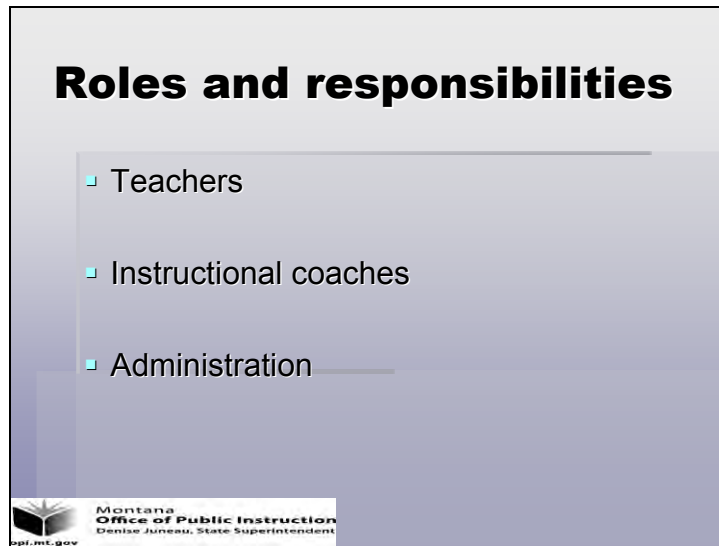 Roles and responsibilities
Teachers
Instructional coaches
Administration
Montana
Office of Public Instruction
Denise Juneau, State Superintendent
opi.mt.gov